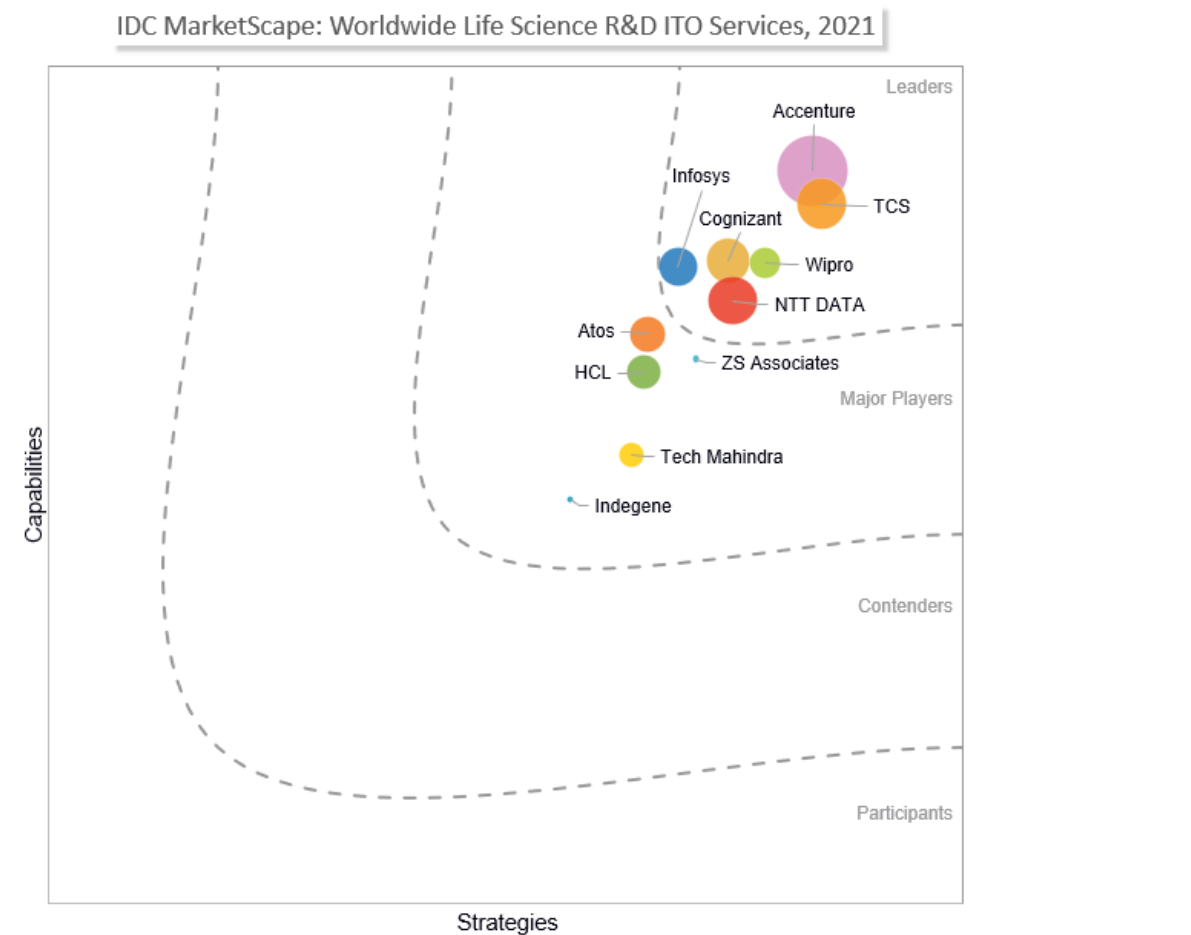 IDC MarketScape: Worldwide Life Science R&D ITO Services, 2021
Leaders
Accenture
Infosys
TCS
Cognizant
Wipro
NTT DATA
Atos
ZS Associates
HCL
Major Players
Tech Mahindra
Indegene
Capabilities
Contenders
Participants
Strategies